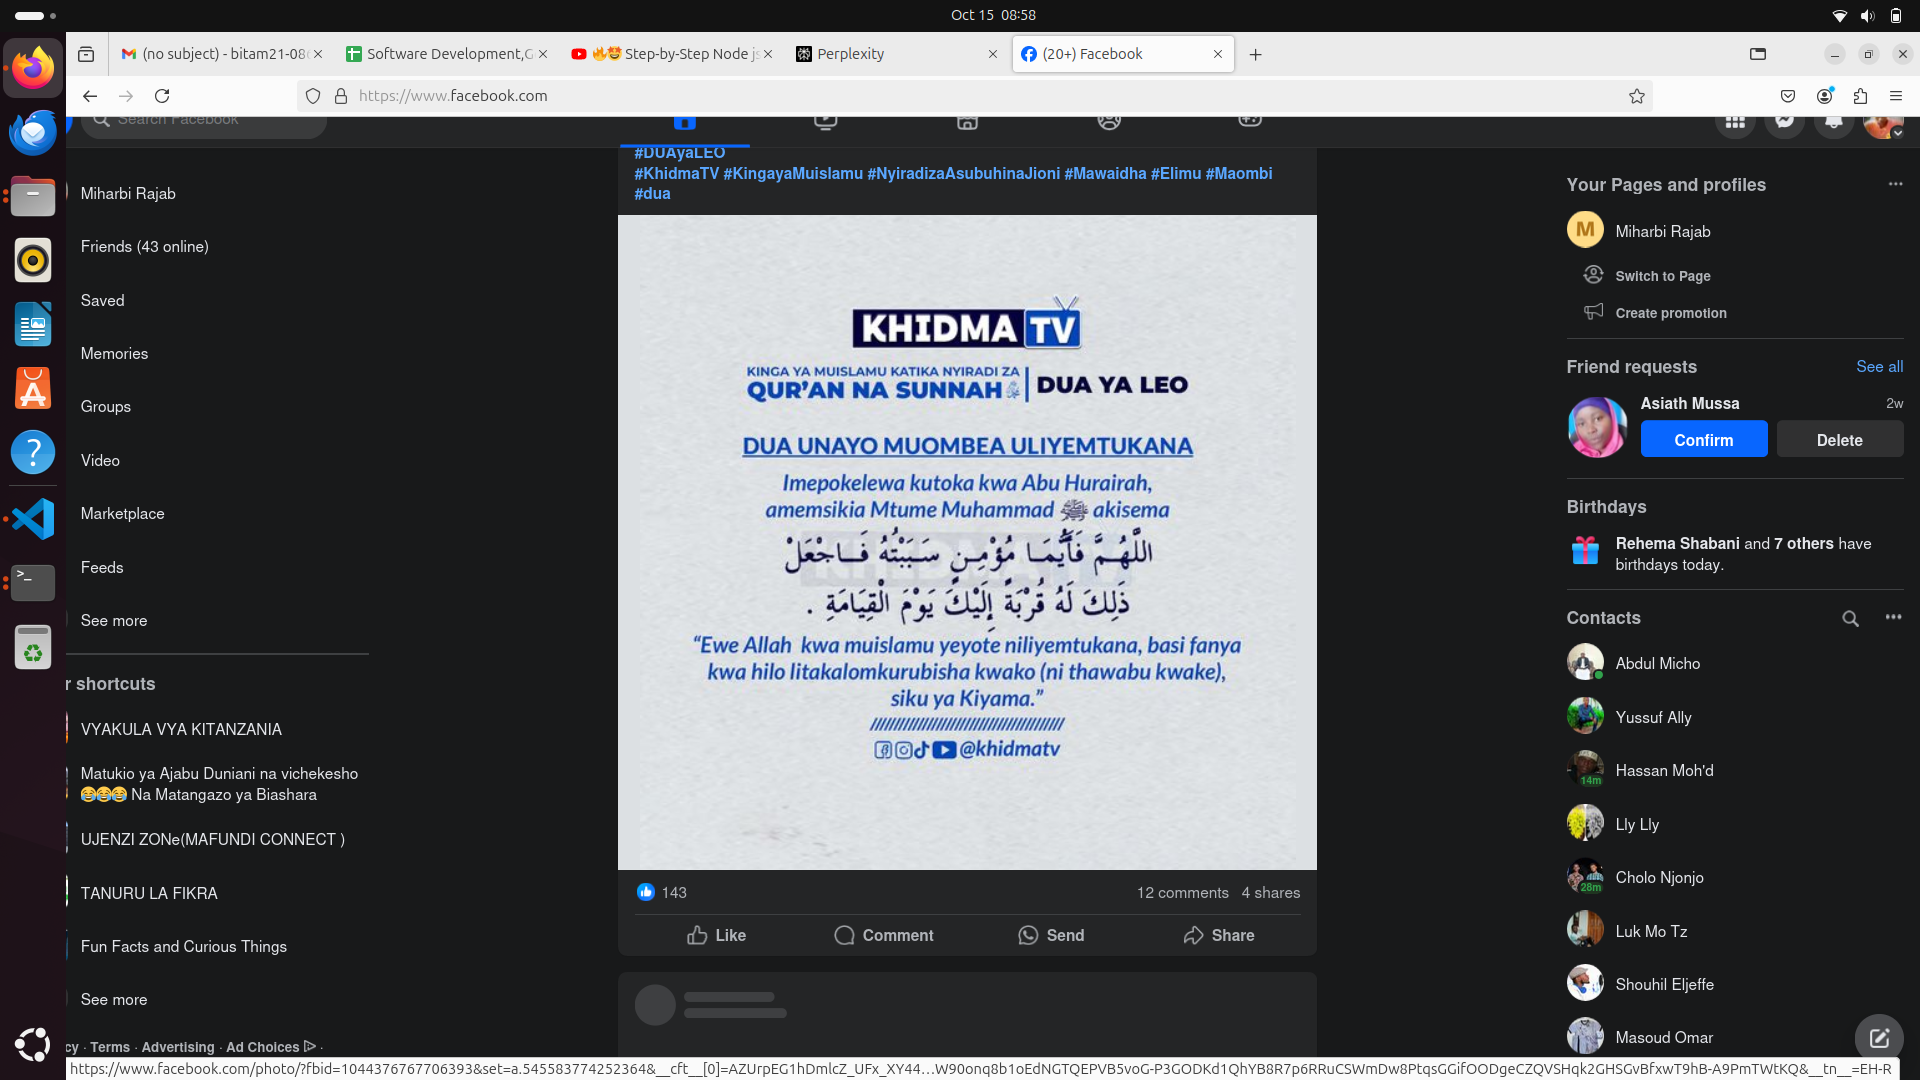 Oct 15 08:58
(no subject) - bitam21-08
Software Development,G
🔥🤩 Step-by-Step Node js
Perplexity
(20+) Facebook
https://www.facebook.com
Search Facebook
Miharbi Rajab
Friends (43 online)
Saved
Memories
Groups
Video
Marketplace
Feeds
See more
r shortcuts
VYAKULA VYA KITANZANIA
Matukio ya Ajabu Duniani na vichekesho
😂😂😂 Na Matangazo ya Biashara
UJENZI ZONe(MAFUNDI CONNECT )
TANURU LA FIKRA
Fun Facts and Curious Things
See more
cy · Terms · Advertising · Ad Choices ·
#DUAyaLEO
#KhidmaTV #KingayaMuislamu #NyiradizaAsubuhinaJioni #Mawaidha #Elimu #Maombi
#dua
KHIDMA TV
KINGA YA MUISLAMU KATIKA NYIRADI ZA
QUR'AN NA SUNNAH ﷺ | DUA YA LEO
DUA UNAYO MUOMBEA ULIYEMTUKANA
Imepokelewa kutoka kwa Abu Hurairah,
amemsikia Mtume Muhammad ﷺ akisema
اللَّهُمَّ فَأَيُّمَا مُؤْمِنٍ سَبَبْتُهُ فَاجْعَلْ
ذَلِكَ لَهُ قُرْبَةً إِلَيْكَ يَوْمَ الْقِيَامَةِ .
“Ewe Allah kwa muislamu yeyote niliyemtukana, basi fanya
kwa hilo litakalomkurubisha kwako (ni thawabu kwake),
siku ya Kiyama.”
@khidmatv
143
12 comments 4 shares
Like Comment Send Share
Your Pages and profiles
M
Miharbi Rajab
Switch to Page
Create promotion
Friend requests
See all
Asiath Mussa
2w
Confirm
Delete
Birthdays
Rehema Shabani and 7 others have
birthdays today.
Contacts
Abdul Micho
Yussuf Ally
Hassan Moh'd
14m
Lly Lly
Cholo Njonjo
28m
Luk Mo Tz
Shouhil Eljeffe
Masoud Omar
https://www.facebook.com/photo/?fbid=1044376767706393&set=a.545583774252364&__cft__[0]=AZUrpEG1hDmlcZ_UFx_XY44…W90onq8b1oEdNGTQEPVB5voG-P3GODKd1QhYB8R7p6RRuCSWmDw8PtqsGGifOODgeCZQVSHqk2GHSGvBfxwT9hB-A9PmTWtKQ&__tn__=EH-R